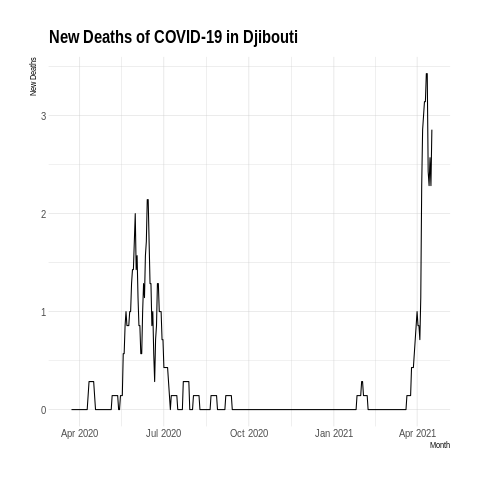 New Deaths of COVID-19 in Djibouti
New Deaths
3
2
1
0
Apr 2020 Jul 2020 Oct 2020 Jan 2021 Apr 2021
Month